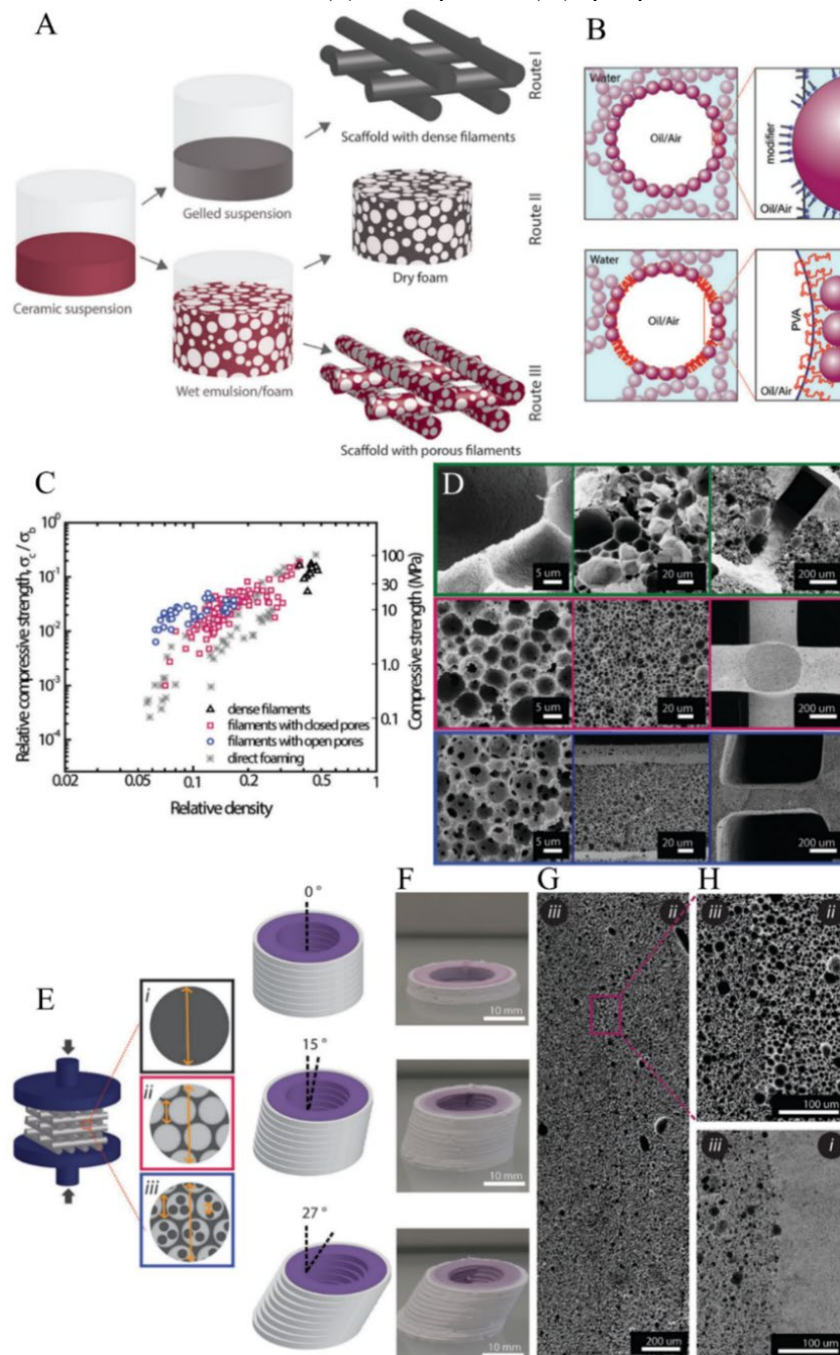 A
Route I
Scaffold with dense filaments
Gelled suspension
Route II
Ceramic suspension
Dry foam
Wet emulsion/foam
Route III
Scaffold with porous filaments
B
Water
Oil/Air
modifier
Oil/Air
Water
Oil/Air
PVA
Oil/Air
C
Relative compressive strength, σc / σb
10^0
10^-1
10^-2
10^-3
10^-4
100
30
10
1.0
0.1
Compressive strength (MPa)
dense filaments
filaments with closed pores
filaments with open pores
direct foaming
0.02 0.05 0.1 0.2 0.5 1
Relative density
D
5 um
20 um
200 um
5 um
20 um
200 um
5 um
20 um
200 um
E
i
ii
iii
0 °
15 °
27 °
F
10 mm
10 mm
10 mm
G
iii
ii
200 um
H
iii
ii
100 um
iii
i
100 um